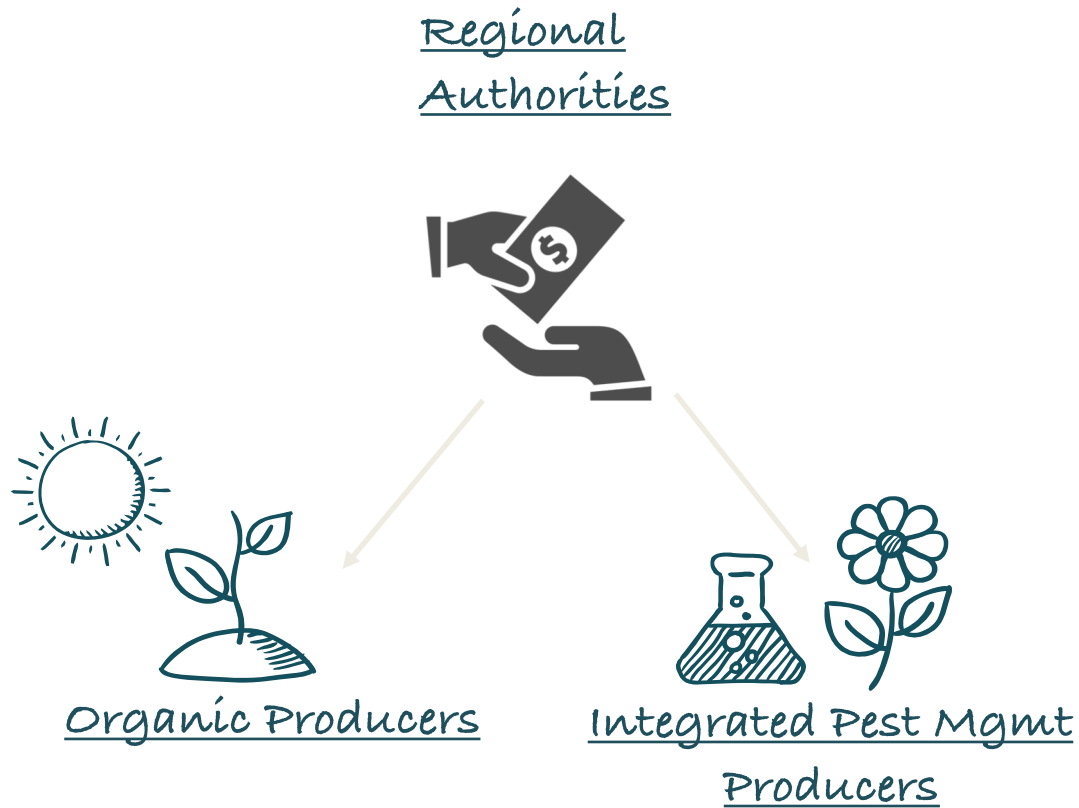 Regional
Authorities
$
Organic Producers
Integrated Pest Mgmt
Producers